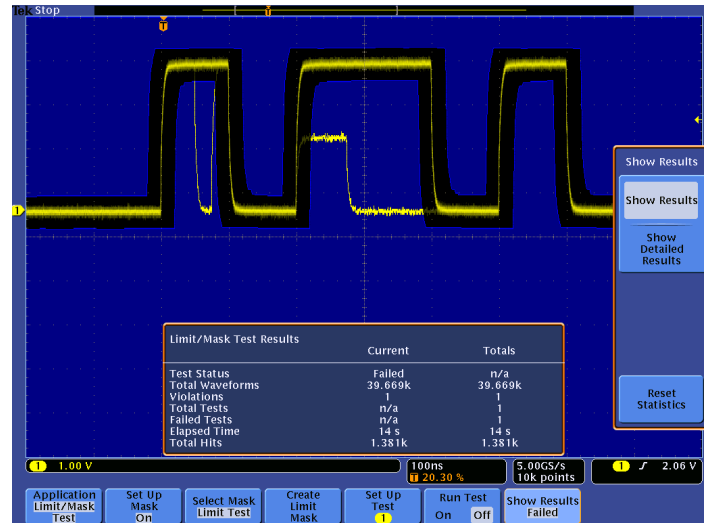 Tek Stop
T
T
Show Results
Show Results
1
Show
Detailed
Results
Limit/Mask Test Results
Current Totals
Test Status Failed n/a
Total Waveforms 39.669k 39.669k
Violations 1 1
Total Tests n/a 1
Failed Tests n/a 1
Elapsed Time 14 s 14 s
Total Hits 1.381k 1.381k
Reset
Statistics
1 1.00 V
100ns
T 20.30 %
5.00GS/s
10k points
1 2.06 V
Application
Limit/Mask
Test
Set Up
Mask
On
Select Mask
Limit Test
Create
Limit
Mask
Set Up
Test
1
Run Test
On Off
Show Results
Failed